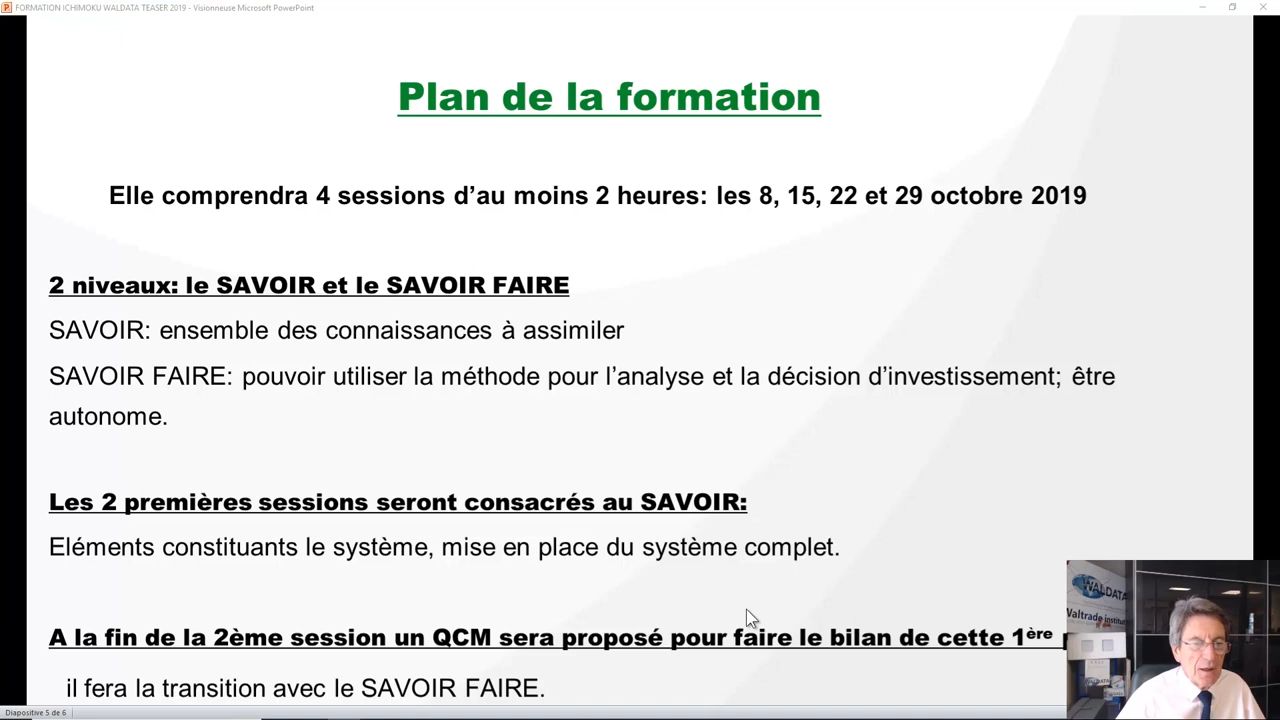 FORMATION ICHIMOKU WALDATA TEASER 2019 - Visionneuse Microsoft PowerPoint
Plan de la formation
Elle comprendra 4 sessions d’au moins 2 heures: les 8, 15, 22 et 29 octobre 2019
2 niveaux: le SAVOIR et le SAVOIR FAIRE
SAVOIR: ensemble des connaissances à assimiler
SAVOIR FAIRE: pouvoir utiliser la méthode pour l’analyse et la décision d’investissement; être
autonome.
Les 2 premières sessions seront consacrés au SAVOIR:
Eléments constituants le système, mise en place du système complet.
A la fin de la 2ème session un QCM sera proposé pour faire le bilan de cette 1ère
il fera la transition avec le SAVOIR FAIRE.
WALDATA
Waltrade institut
Diapositive 5 de 6